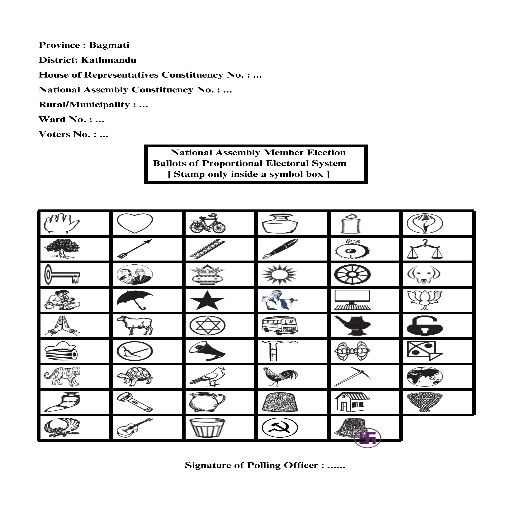 Province : Bagmati
District: Kathmandu
House of Representatives Constituency No. : ...
National Assembly Constituency No. : ...
Rural/Municipality : ...
Ward No. : ...
Voters No. : ...
National Assembly Member Election
Ballots of Proportional Electoral System
[ Stamp only inside a symbol box ]
Signature of Polling Officer : ......